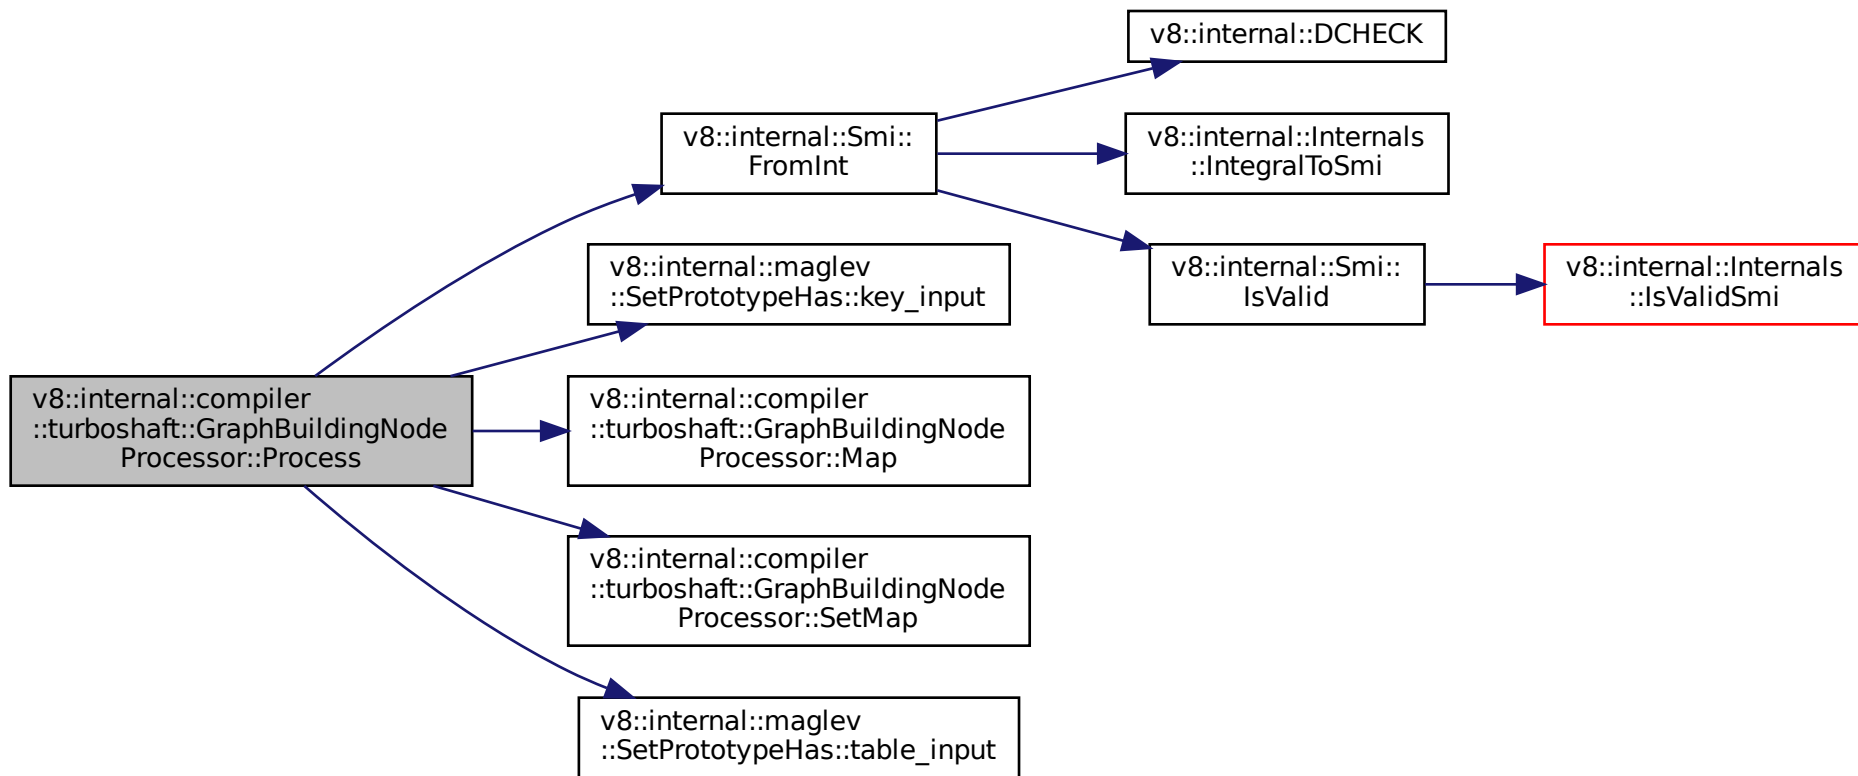 v8::internal::DCHECK
v8::internal::Smi::
FromInt
v8::internal::Internals
::IntegralToSmi
v8::internal::maglev
::SetPrototypeHas::key_input
v8::internal::Smi::
IsValid
v8::internal::Internals
::IsValidSmi
v8::internal::compiler
::turboshaft::GraphBuildingNode
Processor::Process
v8::internal::compiler
::turboshaft::GraphBuildingNode
Processor::Map
v8::internal::compiler
::turboshaft::GraphBuildingNode
Processor::SetMap
v8::internal::maglev
::SetPrototypeHas::table_input